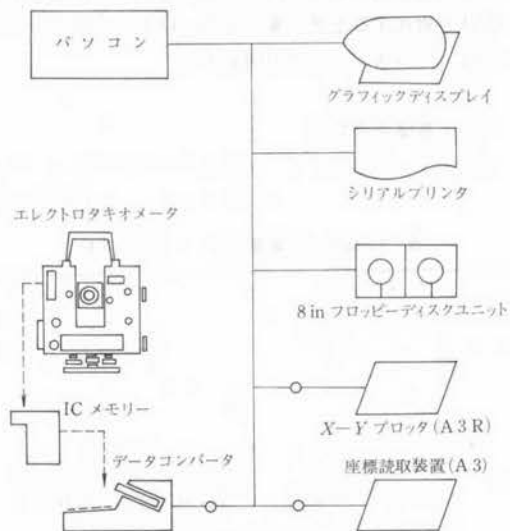 パソコン
グラフィックディスプレイ
シリアルプリンタ
エレクトロタキオメータ
8 in フロッピーディスクユニット
IC メモリー
X－Y プロッタ(A 3 R)
データコンバータ
座標読取装置(A 3)